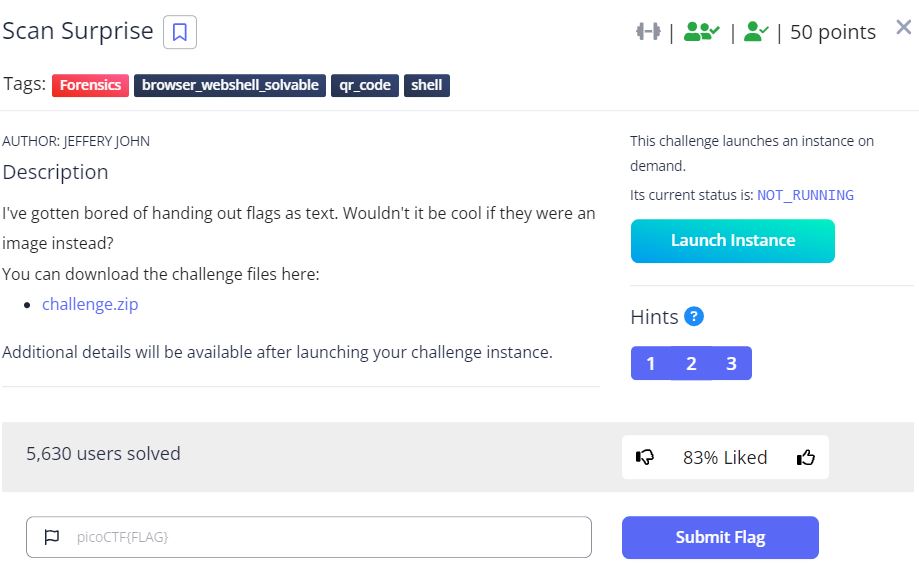 Scan Surprise
| | | 50 points
Tags: Forensics browser_webshell_solvable qr_code shell
AUTHOR: JEFFERY JOHN
Description
I've gotten bored of handing out flags as text. Wouldn't it be cool if they were an
image instead?
You can download the challenge files here:
• challenge.zip
Additional details will be available after launching your challenge instance.
This challenge launches an instance on
demand.
Its current status is: NOT_RUNNING
Launch Instance
Hints ?
1 2 3
5,630 users solved
83% Liked
picoCTF{FLAG}
Submit Flag